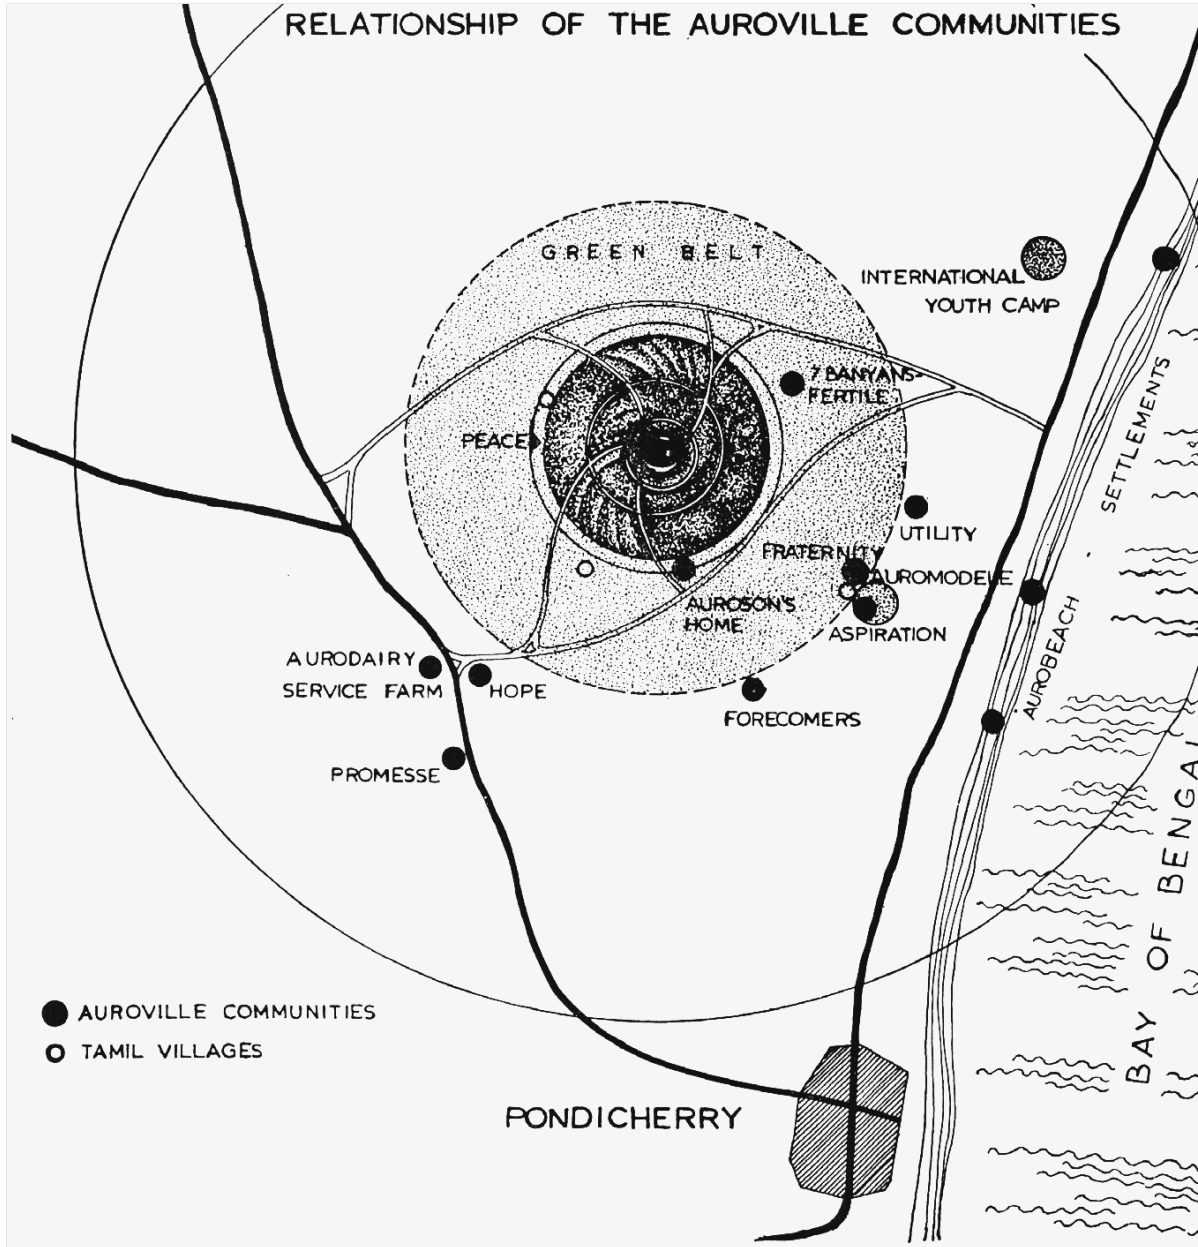 RELATIONSHIP OF THE AUROVILLE COMMUNITIES
GREEN BELT
INTERNATIONAL
YOUTH CAMP
7 BANYANS-
FERTILE
PEACE
SETTLEMENTS
UTILITY
FRATERNITY
AUROMODELE
AUROSON'S
HOME
ASPIRATION
AURODAIRY
SERVICE FARM
HOPE
FORECOMERS
AUROBEACH
PROMESSE
BAY OF BENGAL
AUROVILLE COMMUNITIES
TAMIL VILLAGES
PONDICHERRY